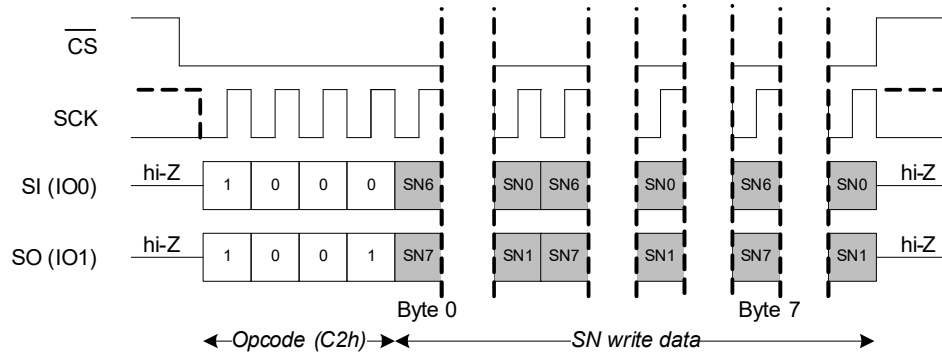 CS
SCK
SI (IO0) hi-Z 1 0 0 0 SN6 SN0 SN6 SN0 SN6 SN0 hi-Z
SO (IO1) hi-Z 1 0 0 1 SN7 SN1 SN7 SN1 SN7 SN1 hi-Z
Byte 0 Byte 7
Opcode (C2h) SN write data